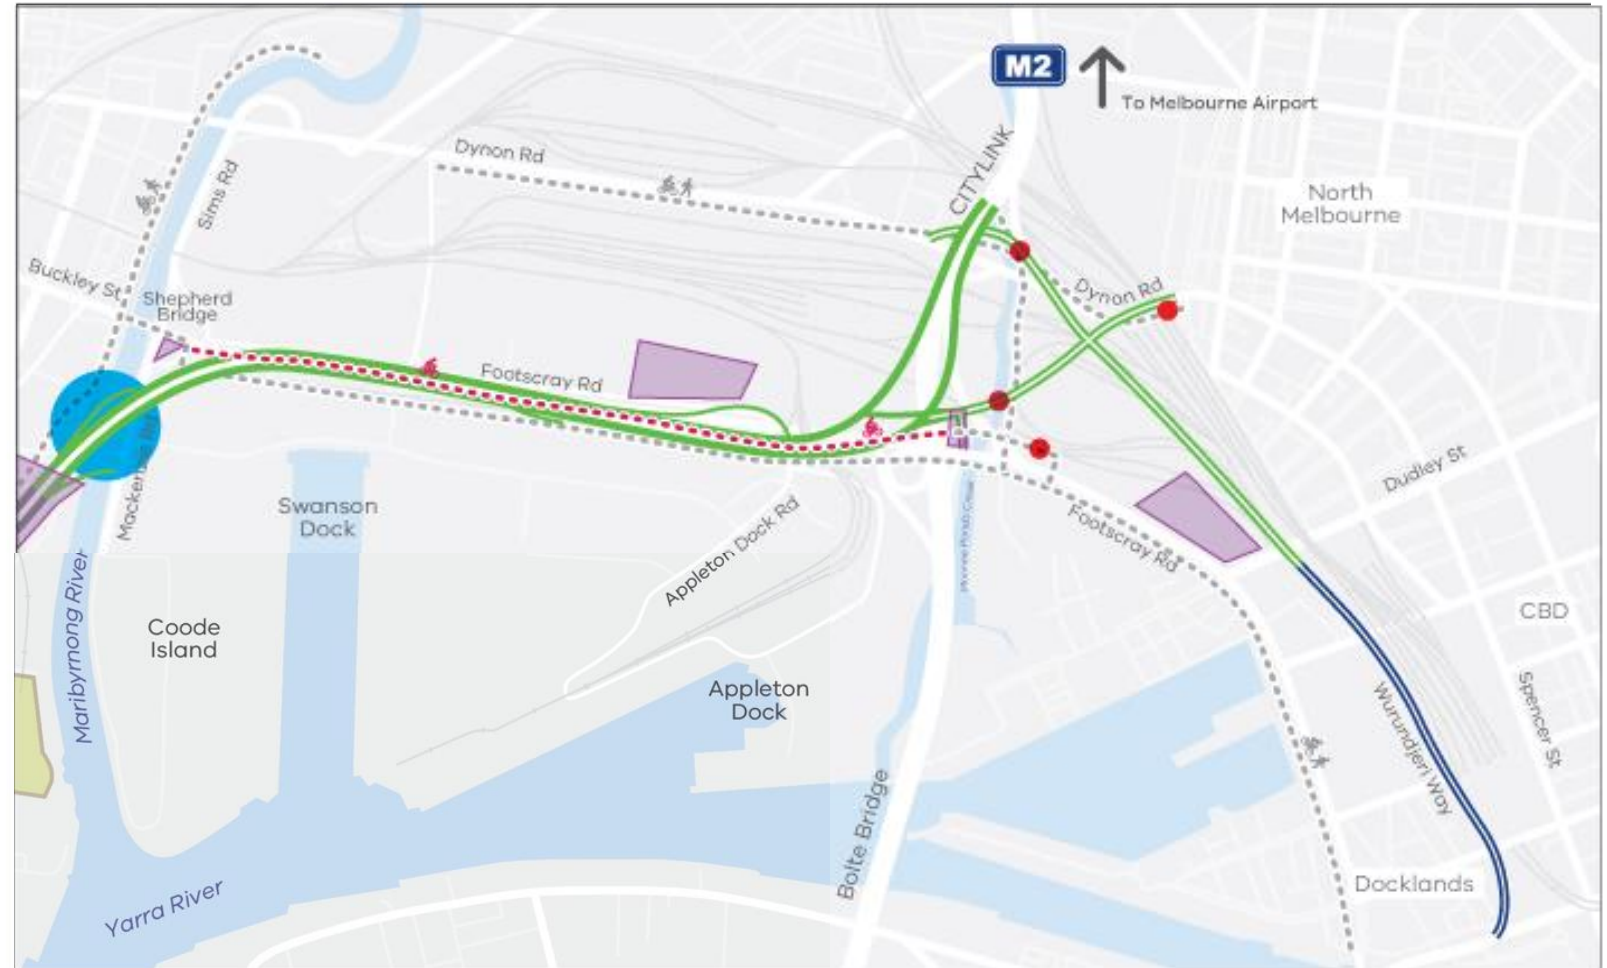 M2
To Melbourne Airport
CITYLINK
Dynon Rd
North
Melbourne
Sims Rd
Buckley St
Shepherd
Bridge
Dynon Rd
Footscray Rd
Dudley St
Swanson
Dock
Appleton Dock Rd
Footscray Rd
Maribyrnong River
Coode
Island
CBD
Appleton
Dock
Spencer St
Wurundjeri Way
Bolte Bridge
Docklands
Yarra River